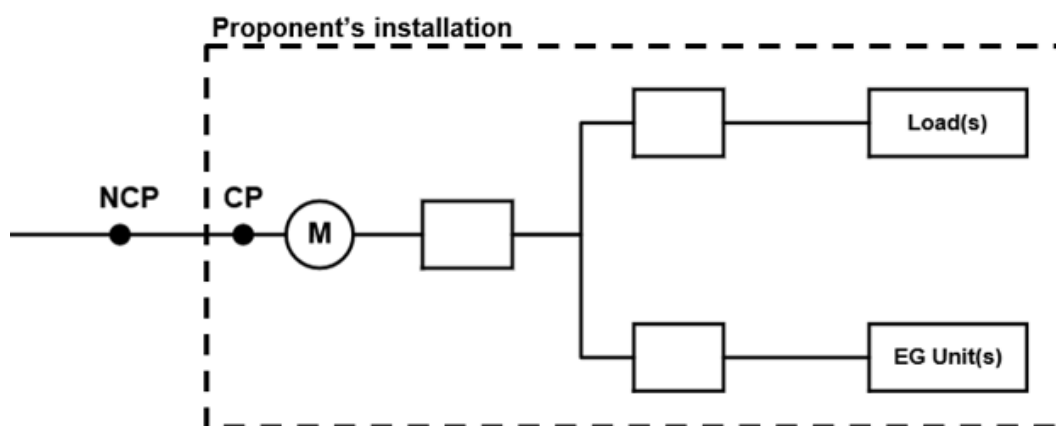 Proponent's installation
Load(s)
NCP
CP
M
EG Unit(s)